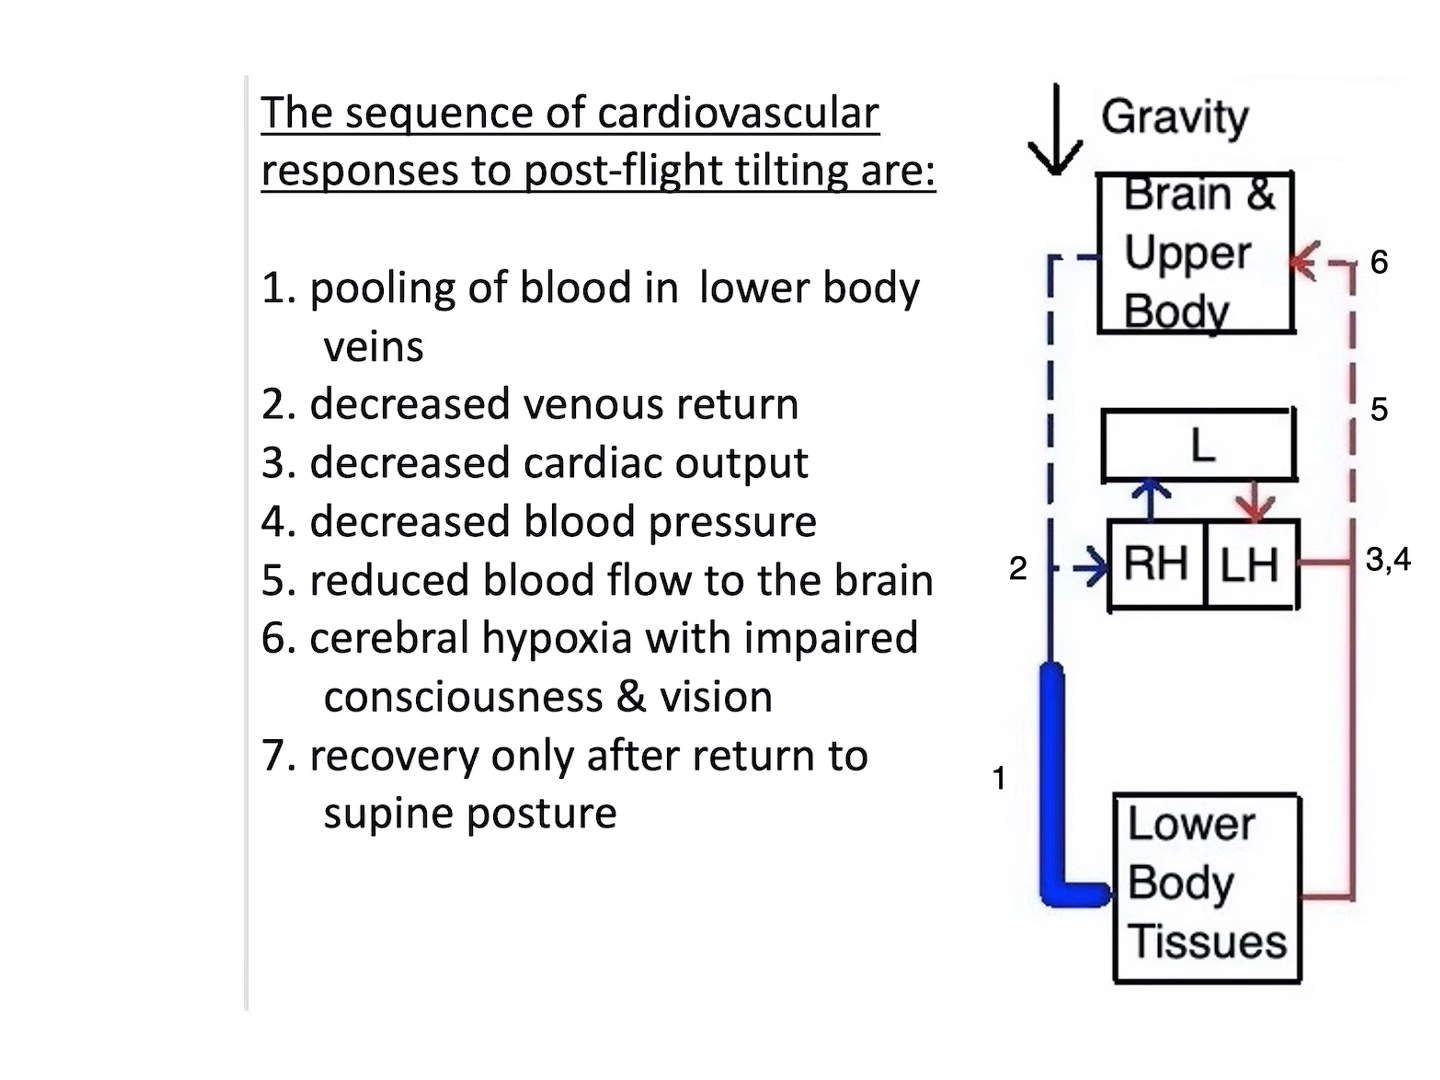 The sequence of cardiovascular
responses to post-flight tilting are:
1. pooling of blood in lower body
veins
2. decreased venous return
3. decreased cardiac output
4. decreased blood pressure
5. reduced blood flow to the brain
6. cerebral hypoxia with impaired
consciousness & vision
7. recovery only after return to
supine posture
Gravity
Brain &
Upper
Body
6
5
L
2
RH
LH
3,4
1
Lower
Body
Tissues